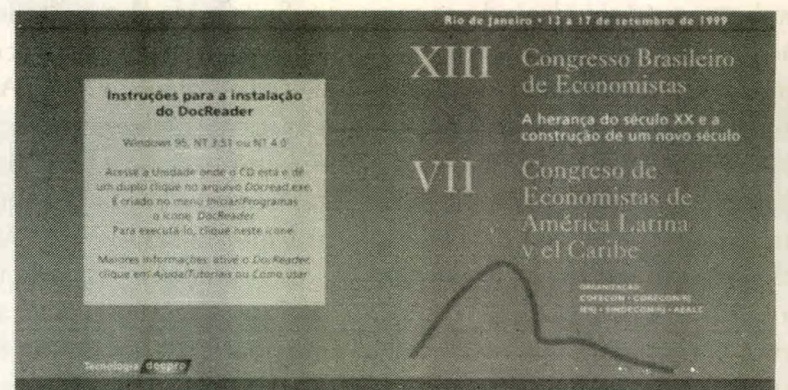 Instruções para a instalação
do DocReader
Windows 95, NT 3.51 ou NT 4.0
Acesse a Unidade onde o CD está e dê
um duplo clique no arquivo Docread.exe.
É criado no menu Iniciar/Programas
o ícone DocReader
Para executá-lo, clique neste ícone
Maiores informações: ative o DocReader,
clique em Ajuda/Tutoriais ou Como usar
Tecnologia docpro
Rio de Janeiro • 13 a 17 de setembro de 1999
XIII Congresso Brasileiro
de Economistas
A herança do século XX e a
construção de um novo século
VII Congreso de
Economistas de
América Latina
y el Caribe
ORGANIZAÇÃO:
COFECON • CORECON/RJ
IERJ • SINDECON/RJ • AEALC